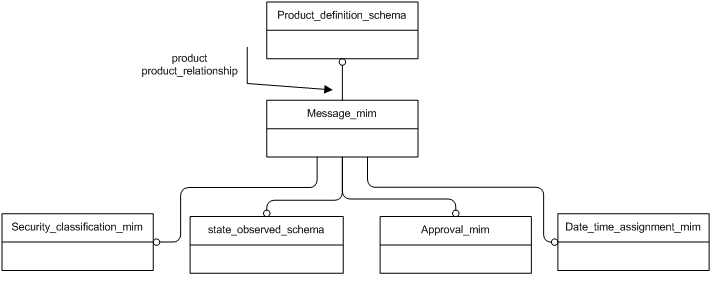 Product_definition_schema
product
product_relationship
Message_mim
Security_classification_mim
state_observed_schema
Approval_mim
Date_time_assignment_mim